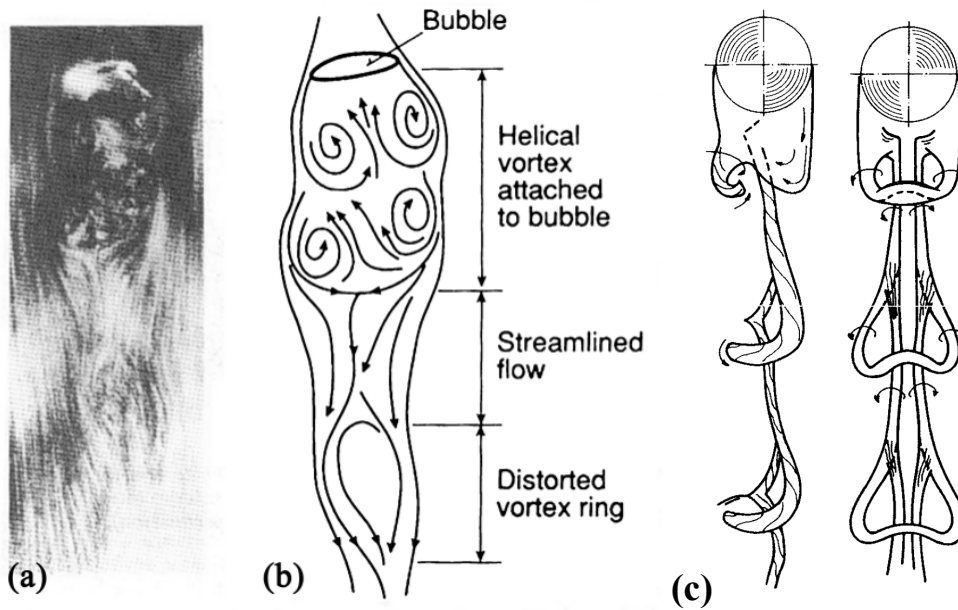 Bubble
Helical
vortex
attached
to bubble
Streamlined
flow
Distorted
vortex ring
(a)
(b)
(c)